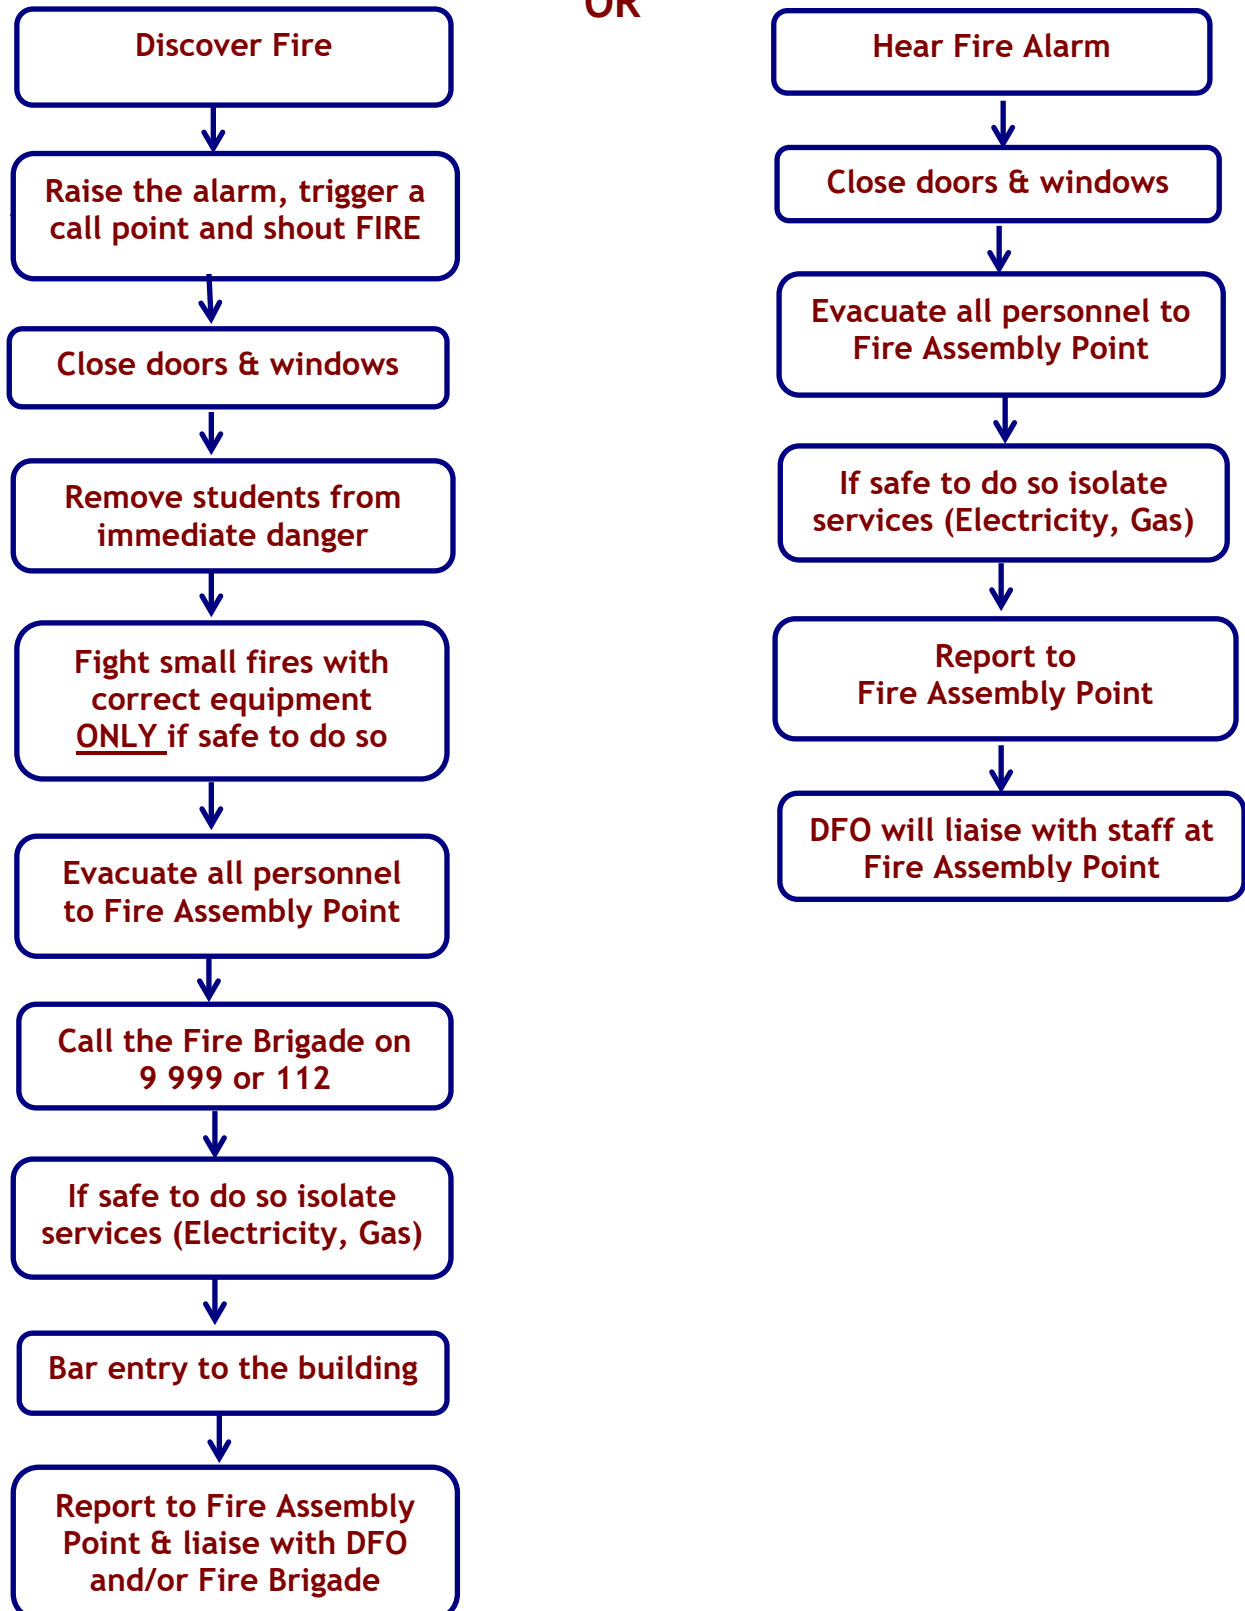 OR
Discover Fire
Raise the alarm, trigger a
call point and shout FIRE
Close doors & windows
Remove students from
immediate danger
Fight small fires with
correct equipment
ONLY if safe to do so
Evacuate all personnel
to Fire Assembly Point
Call the Fire Brigade on
9 999 or 112
If safe to do so isolate
services (Electricity, Gas)
Bar entry to the building
Report to Fire Assembly
Point & liaise with DFO
and/or Fire Brigade
Hear Fire Alarm
Close doors & windows
Evacuate all personnel to
Fire Assembly Point
If safe to do so isolate
services (Electricity, Gas)
Report to
Fire Assembly Point
DFO will liaise with staff at
Fire Assembly Point